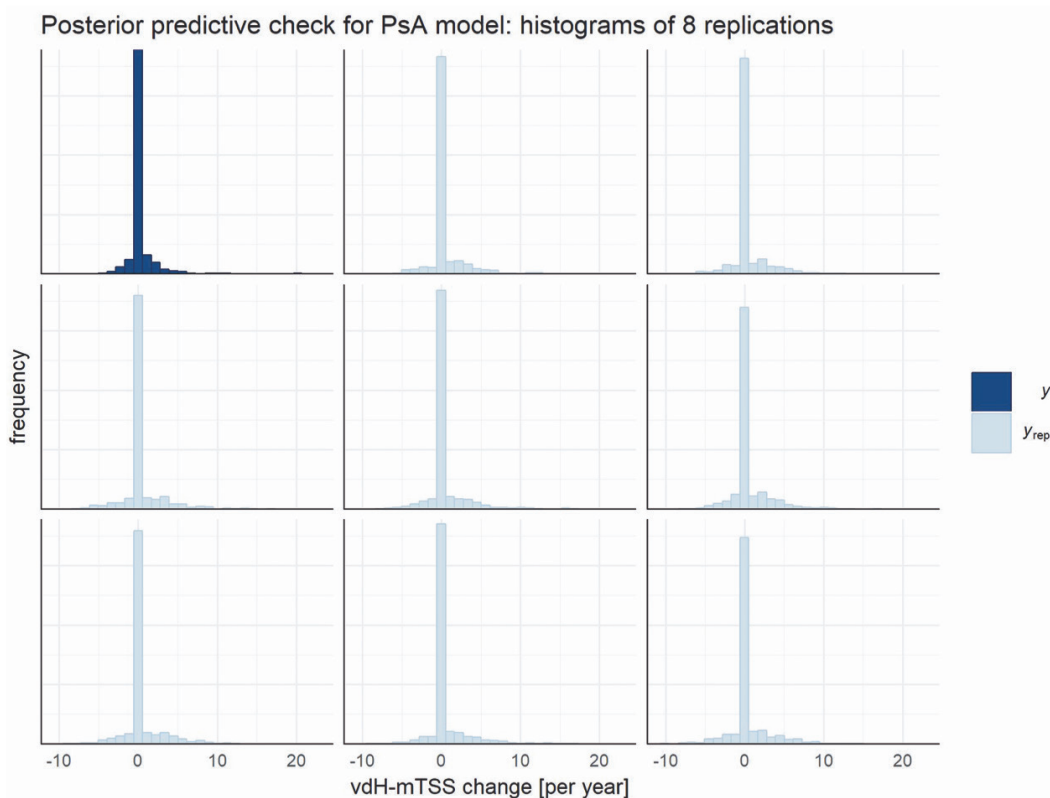 Posterior predictive check for PsA model: histograms of 8 replications
frequency
y
yrep
-10 0 10 20 -10 0 10 20 -10 0 10 20
vdH-mTSS change [per year]